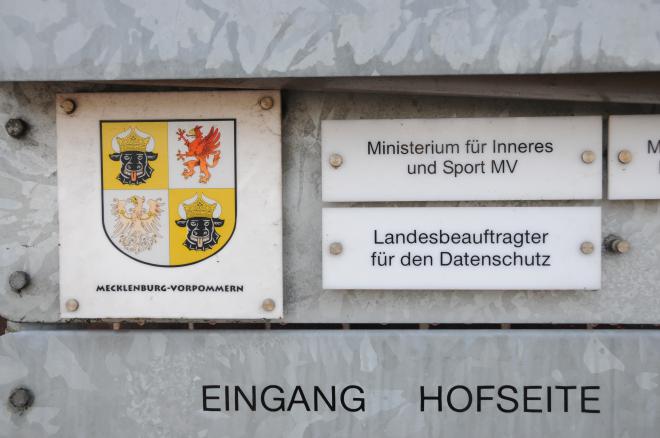 MECKLENBURG-VORPOMMERN
Ministerium für Inneres
und Sport MV
Landesbeauftragter
für den Datenschutz
EINGANG HOFSEITE